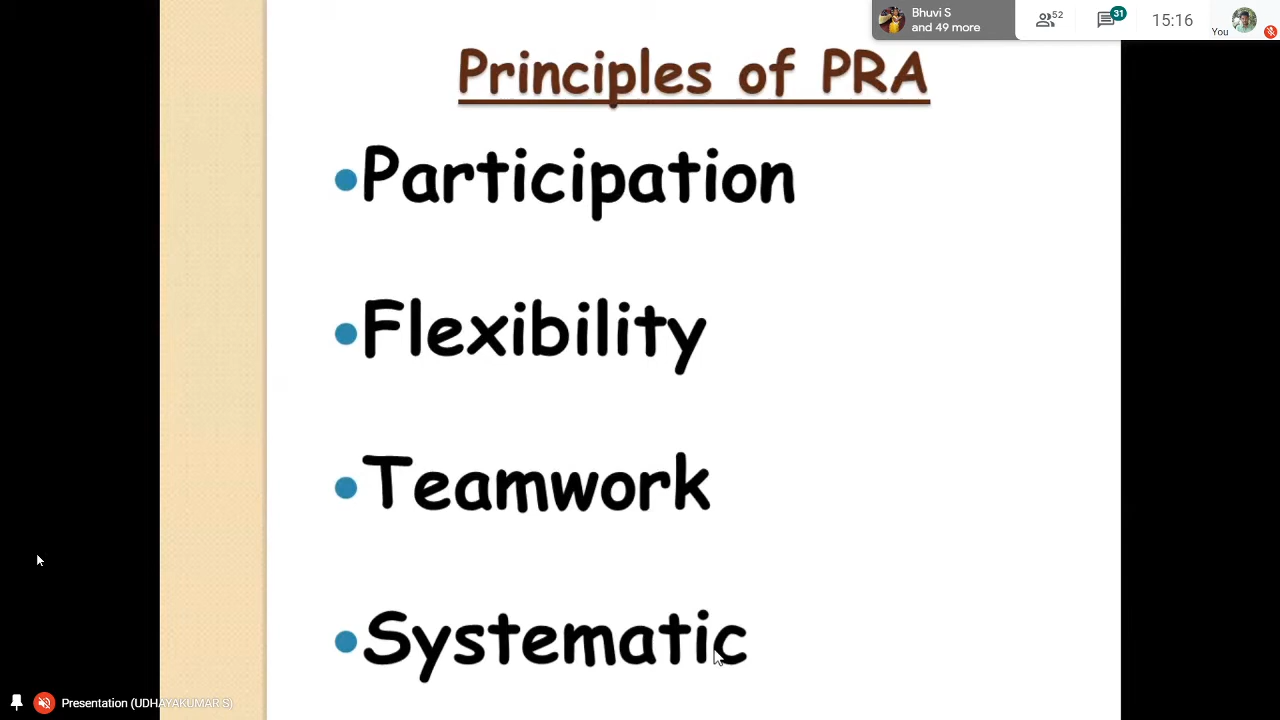 Bhuvi S
and 49 more
52
31
15:16
You
Principles of PRA
•Participation
•Flexibility
•Teamwork
•Systematic
Presentation (UDHAYAKUMAR S)